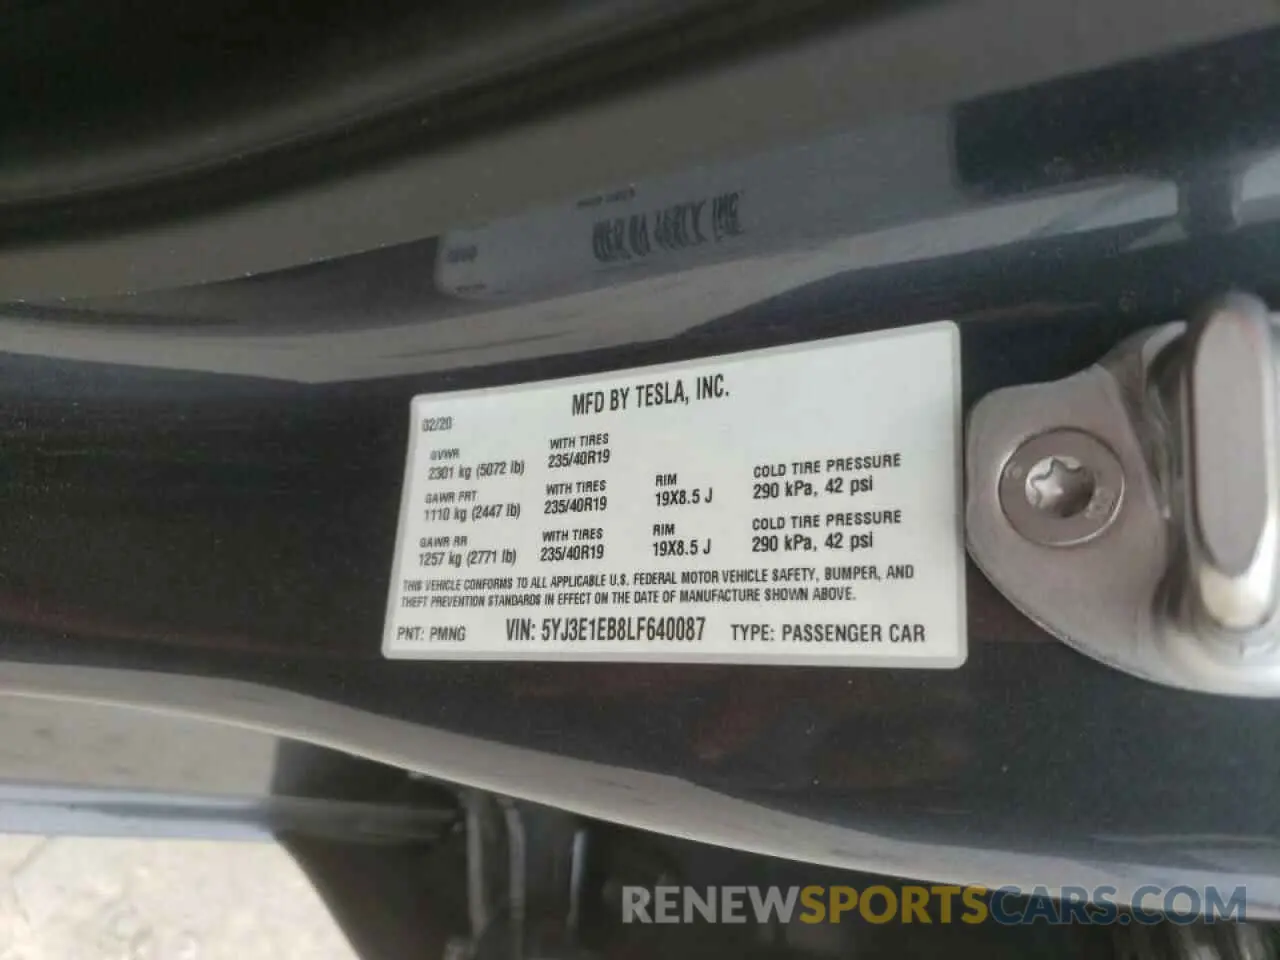 MFD BY TESLA, INC.
02/20
GVWR
2301 kg (5072 lb)
WITH TIRES
235/40R19
GAWR FRT
1110 kg (2447 lb)
WITH TIRES
235/40R19
RIM
19X8.5 J
COLD TIRE PRESSURE
290 kPa, 42 psi
GAWR RR
1257 kg (2771 lb)
WITH TIRES
235/40R19
RIM
19X8.5 J
COLD TIRE PRESSURE
290 kPa, 42 psi
THIS VEHICLE CONFORMS TO ALL APPLICABLE U.S. FEDERAL MOTOR VEHICLE SAFETY, BUMPER, AND
THEFT PREVENTION STANDARDS IN EFFECT ON THE DATE OF MANUFACTURE SHOWN ABOVE.
PNT: PMNG VIN: 5YJ3E1EB8LF640087 TYPE: PASSENGER CAR
RENEWSPORTSCARS.COM